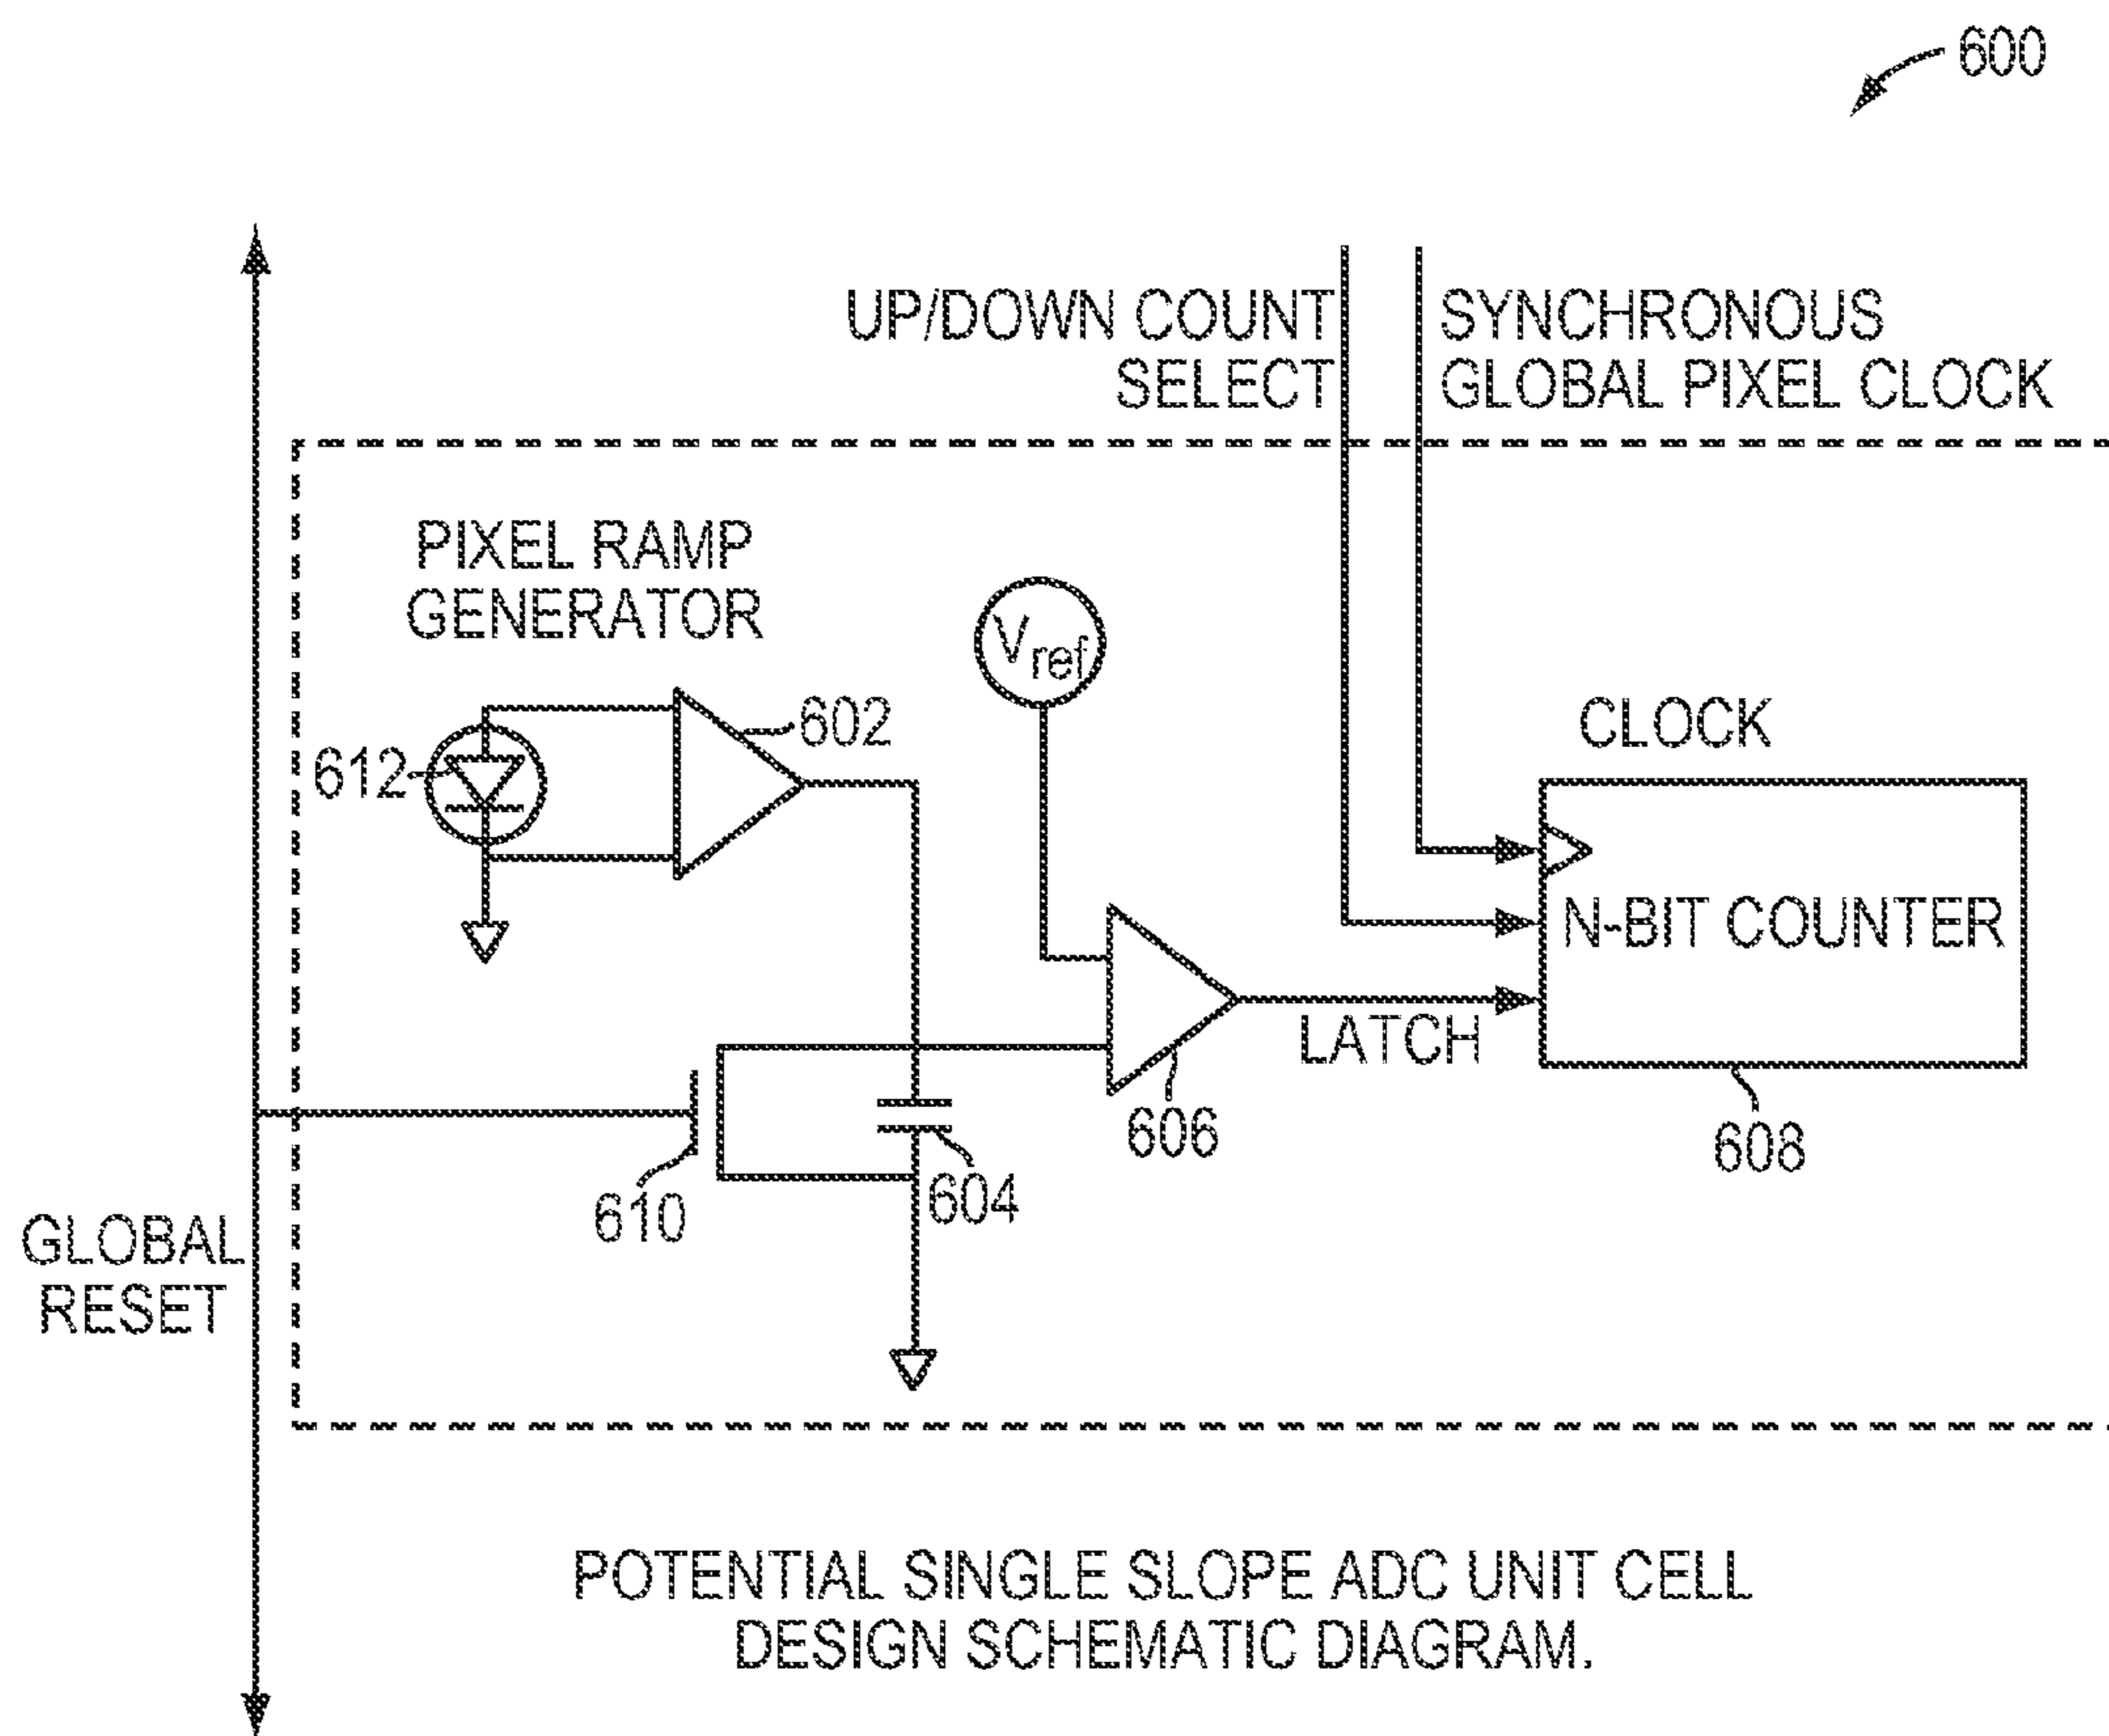 600
UP/DOWN COUNT
SELECT
SYNCHRONOUS
GLOBAL PIXEL CLOCK
PIXEL RAMP
GENERATOR
Vref
602
612
CLOCK
N-BIT COUNTER
LATCH
606
608
610
604
GLOBAL
RESET
POTENTIAL SINGLE SLOPE ADC UNIT CELL
DESIGN SCHEMATIC DIAGRAM.